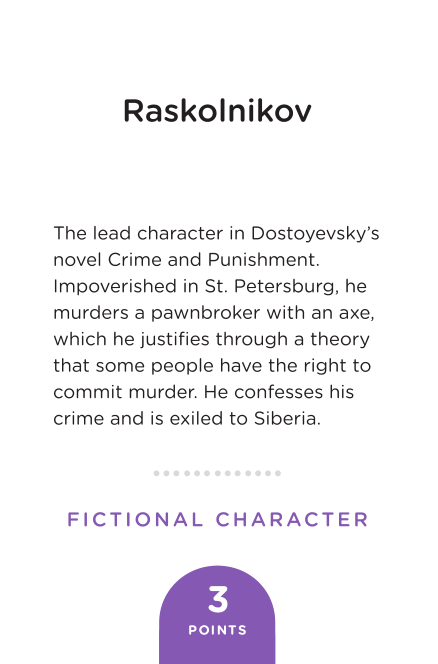 Raskolnikov
The lead character in Dostoyevsky’s
novel Crime and Punishment.
Impoverished in St. Petersburg, he
murders a pawnbroker with an axe,
which he justifies through a theory
that some people have the right to
commit murder. He confesses his
crime and is exiled to Siberia.
FICTIONAL CHARACTER
3
POINTS